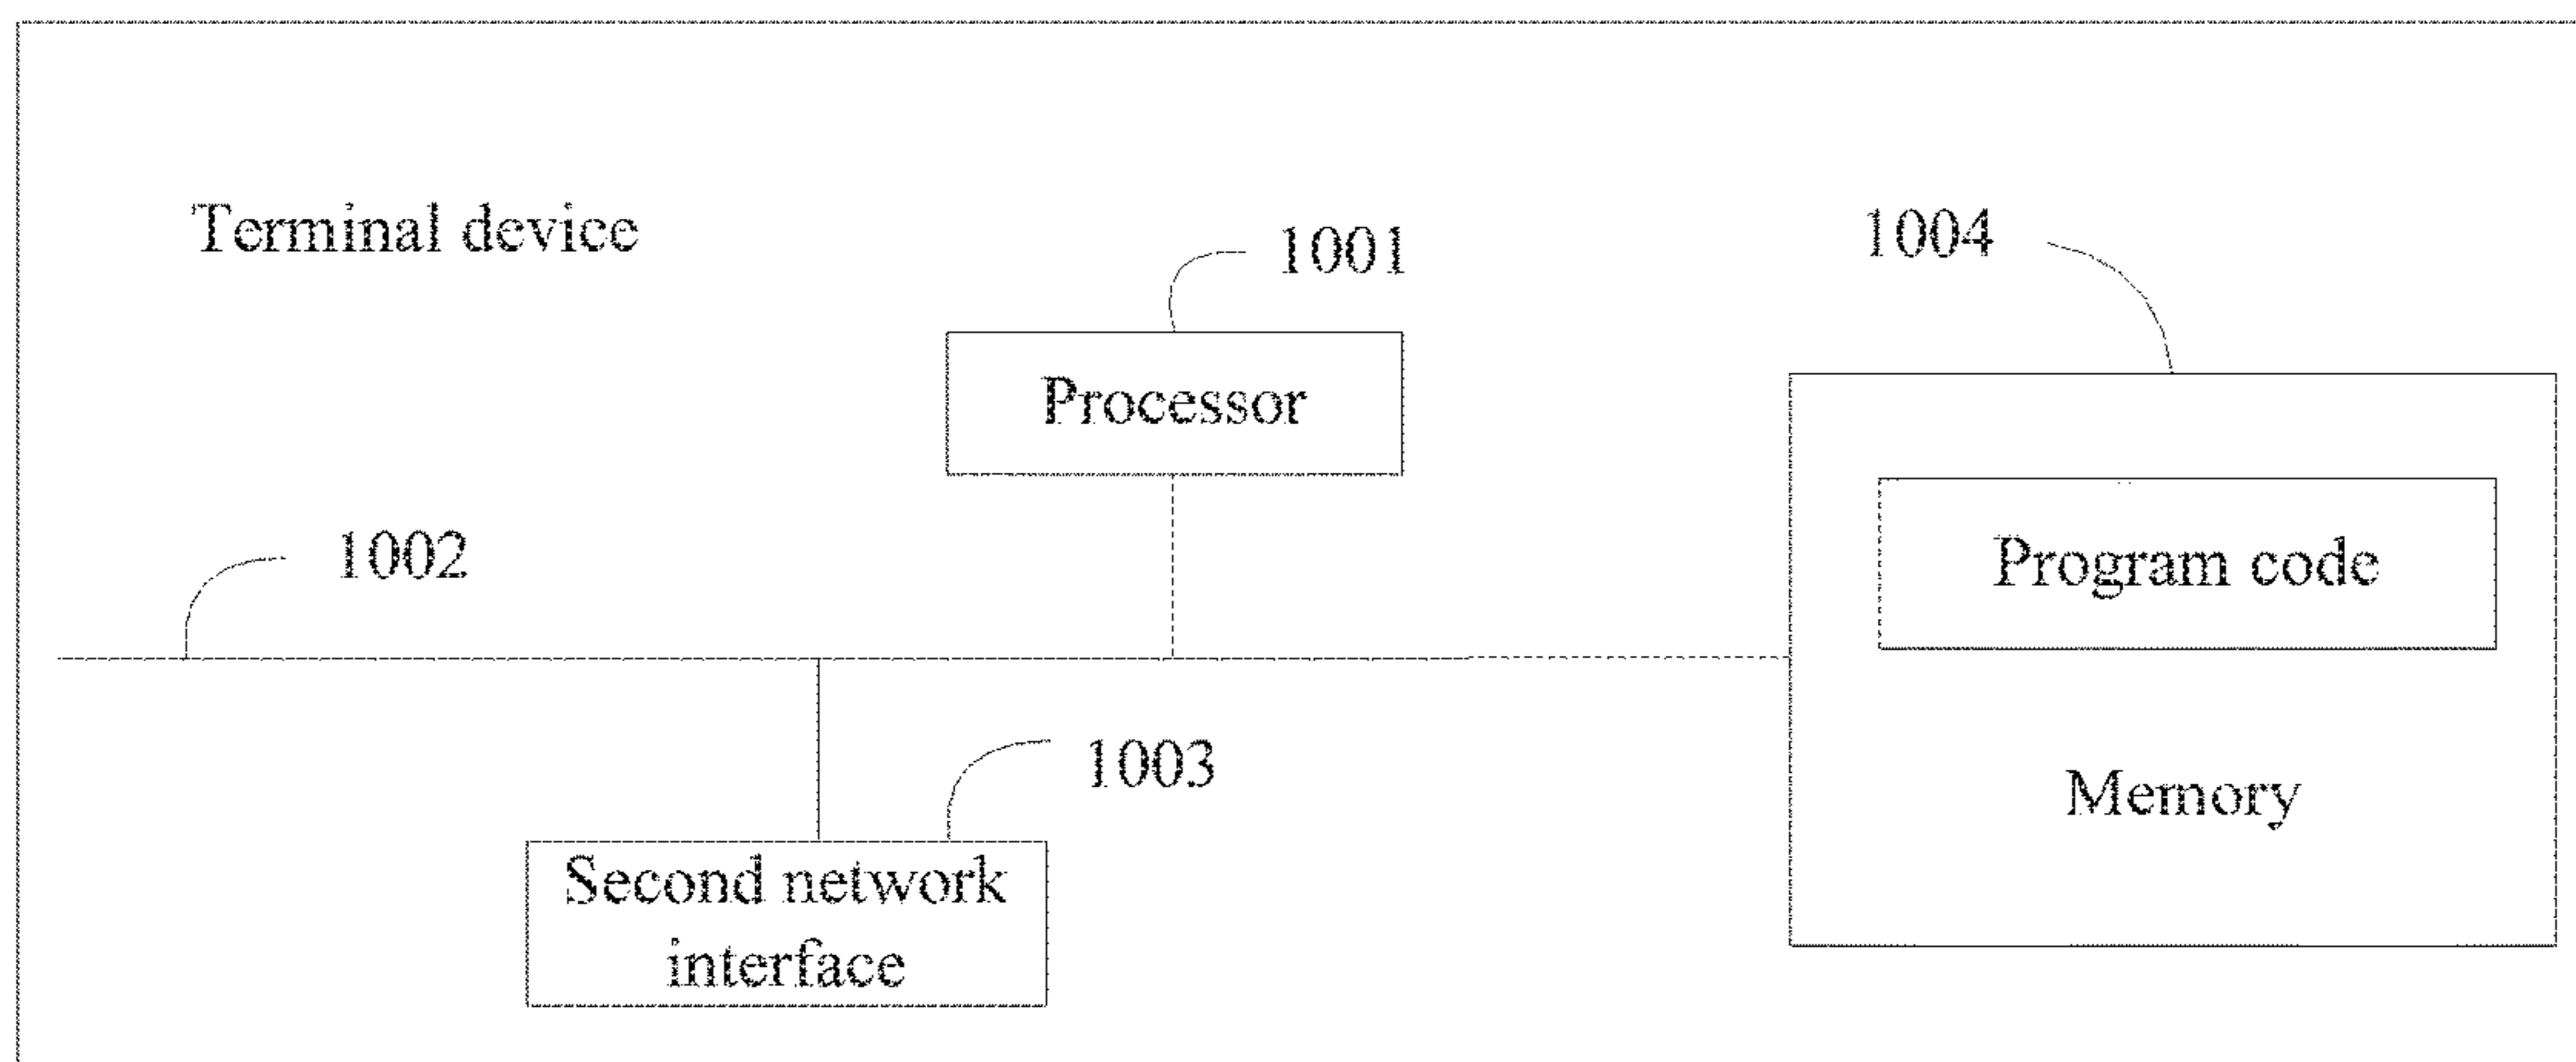 Terminal device
1001
1004
Processor
1002
Program code
1003
Memory
Second network
interface